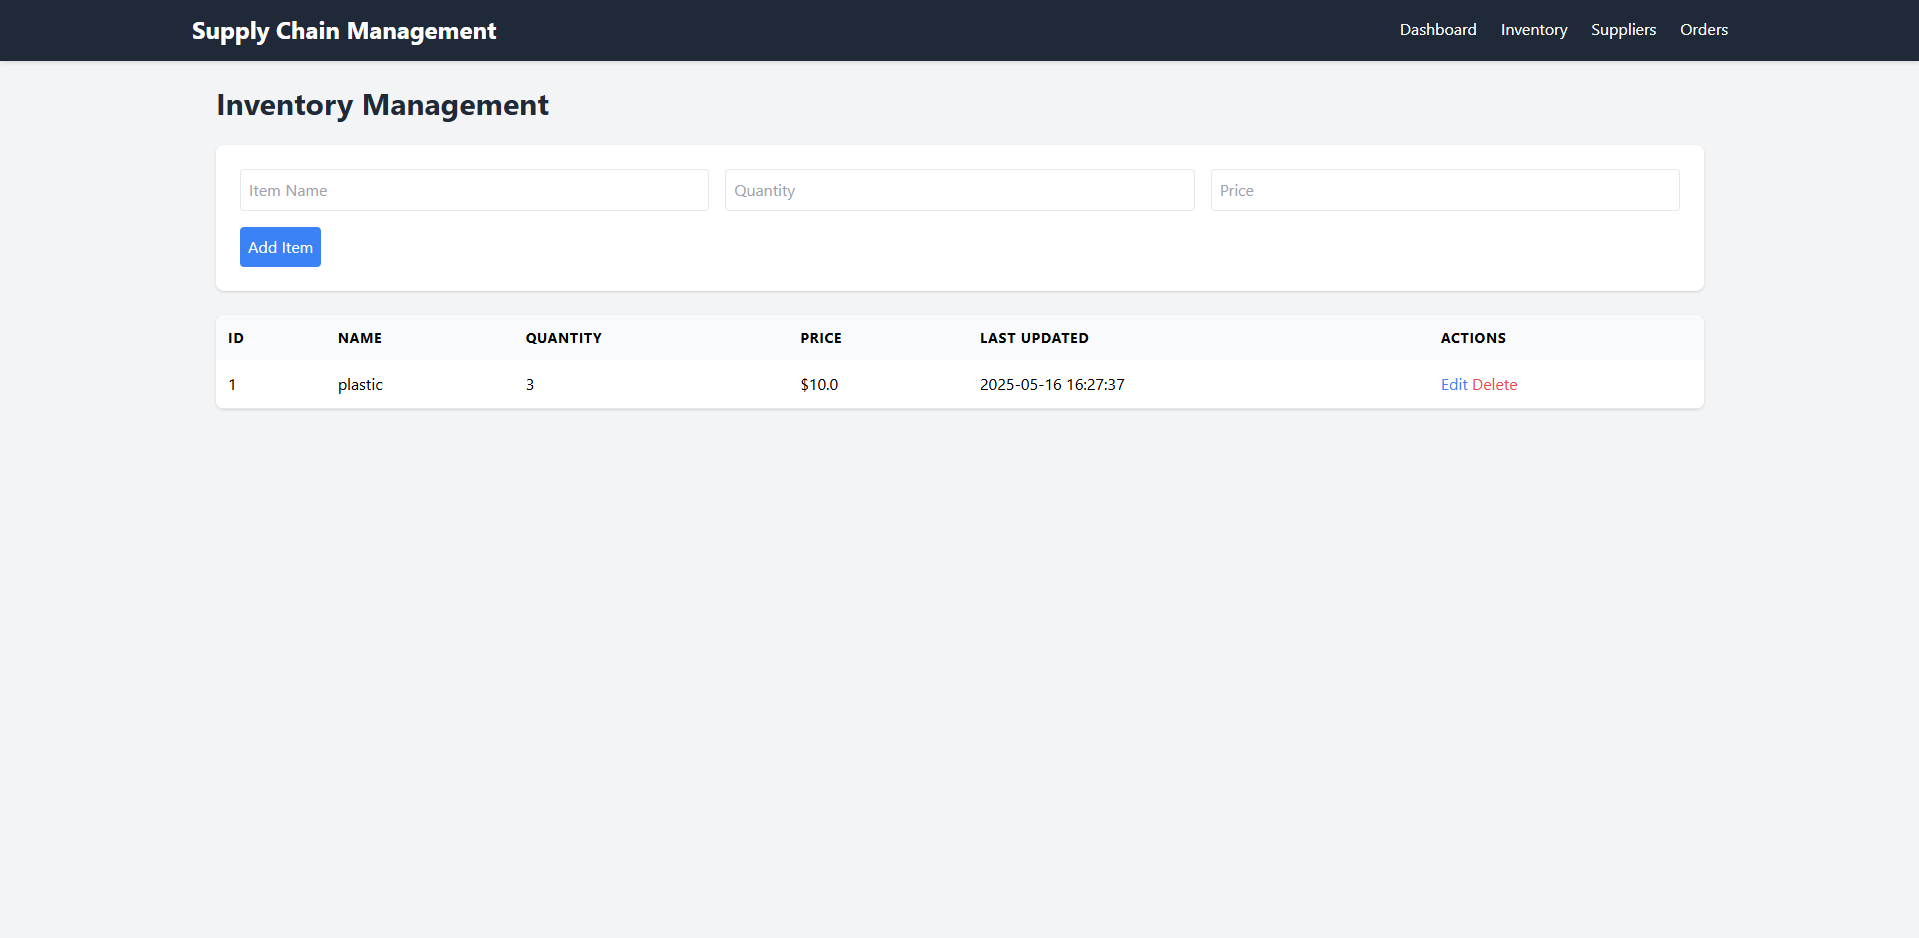 Supply Chain Management
Dashboard Inventory Suppliers Orders
Inventory Management
Item Name Quantity Price
Add Item
ID NAME QUANTITY PRICE LAST UPDATED ACTIONS
1 plastic 3 $10.0 2025-05-16 16:27:37 Edit Delete